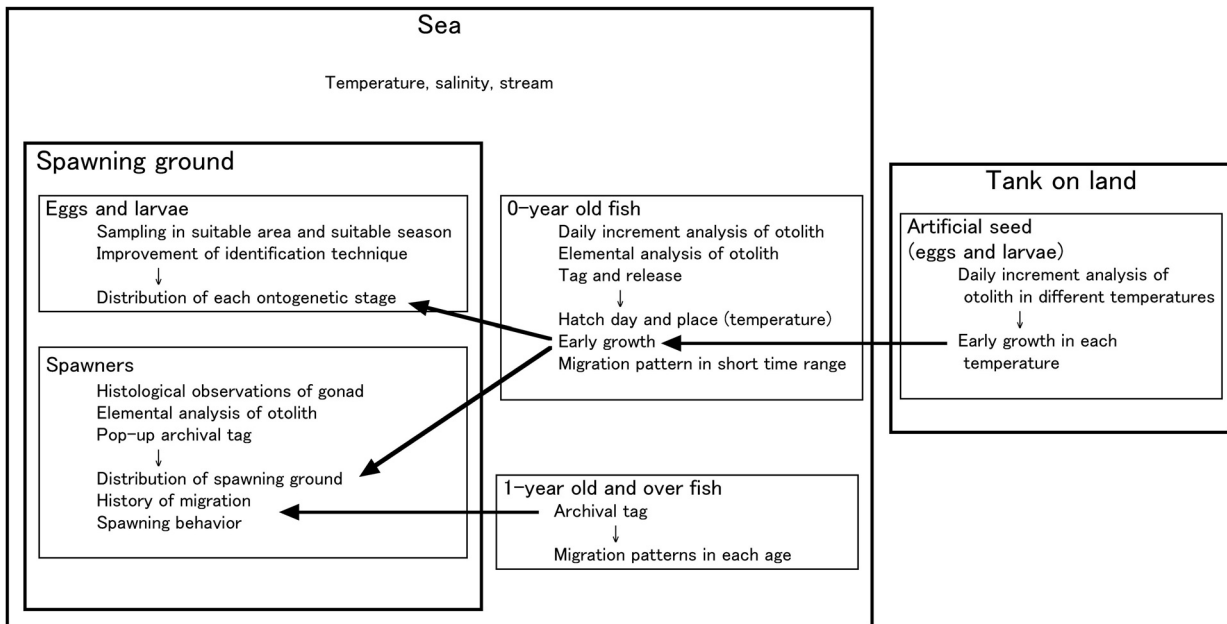 Sea
Temperature, salinity, stream
Spawning ground
Eggs and larvae
Sampling in suitable area and suitable season
Improvement of identification technique
↓
Distribution of each ontogenetic stage
Spawners
Histological observations of gonad
Elemental analysis of otolith
Pop-up archival tag
↓
Distribution of spawning ground
History of migration
Spawning behavior
0-year old fish
Daily increment analysis of otolith
Elemental analysis of otolith
Tag and release
↓
Hatch day and place (temperature)
Early growth
Migration pattern in short time range
1-year old and over fish
Archival tag
↓
Migration patterns in each age
Tank on land
Artificial seed
(eggs and larvae)
Daily increment analysis of
otolith in different temperatures
↓
Early growth in each
temperature